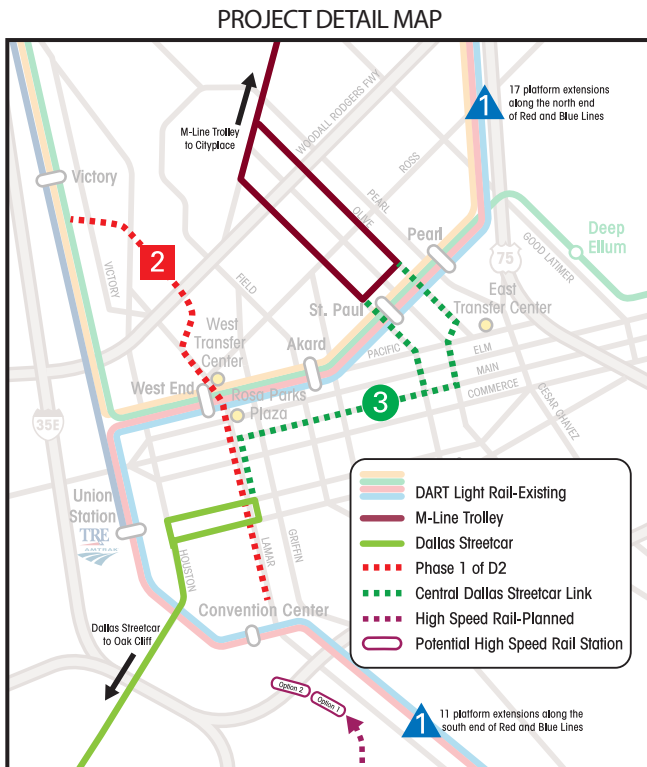 PROJECT DETAIL MAP
17 platform extensions
along the north end
of Red and Blue Lines
1
M-Line Trolley
to Cityplace
WOODALL RODGERS FWY
ROSS
PEARL
OLIVE
Victory
Pearl
Deep
Ellum
GOOD LATIMER
75
2
VICTORY
FIELD
St. Paul
East
Transfer Center
West
Transfer
Center
Akard
PACIFIC
ELM
MAIN
COMMERCE
CESAR CHAVEZ
West End
Rosa Parks
Plaza
3
35E
Union
Station
TRE
AMTRAK
HOUSTON
LAMAR
GRIFFIN
DART Light Rail-Existing
M-Line Trolley
Dallas Streetcar
Phase 1 of D2
Central Dallas Streetcar Link
High Speed Rail-Planned
Potential High Speed Rail Station
Convention Center
Dallas Streetcar
to Oak Cliff
Option 2
Option 1
1
11 platform extensions along the
south end of Red and Blue Lines